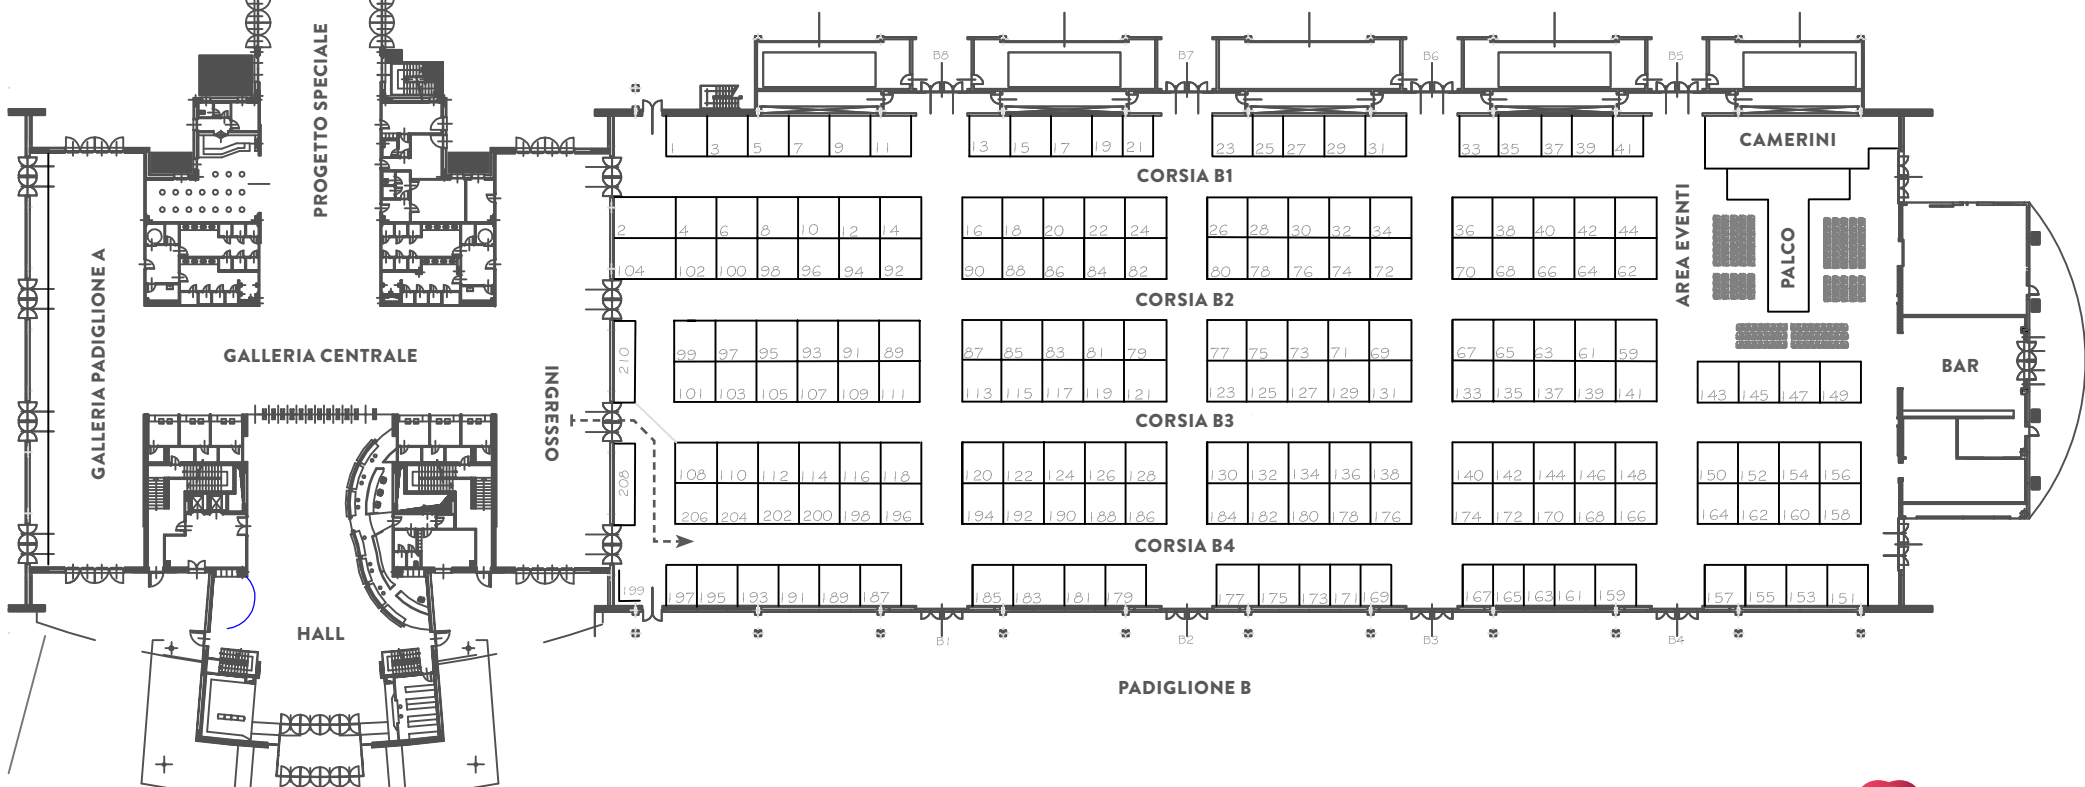 PROGETTO SPECIALE
B8
B7
B6
B5
1 3 5 7 9 11 13 15 17 19 21 23 25 27 29 31 33 35 37 39 41
CAMERINI
CORSIA B1
2 4 6 8 10 12 14 16 18 20 22 24 26 28 30 32 34 36 38 40 42 44
104 102 100 98 96 94 92 90 88 86 84 82 80 78 76 74 72 70 68 66 64 62
AREA EVENTI
PALCO
GALLERIA PADIGLIONE A
CORSIA B2
GALLERIA CENTRALE
INGRESSO
210
99 97 95 93 91 89 87 85 83 81 79 77 75 73 71 69 67 65 63 61 59
101 103 105 107 109 111 113 115 117 119 121 123 125 127 129 131 133 135 137 139 141 143 145 147 149
BAR
CORSIA B3
208
108 110 112 114 116 118 120 122 124 126 128 130 132 134 136 138 140 142 144 146 148 150 152 154 156
206 204 202 200 198 196 194 192 190 188 186 184 182 180 178 176 174 172 170 168 166 164 162 160 158
CORSIA B4
199 197 195 193 191 189 187 185 183 181 179 177 175 173 171 169 167 165 163 161 159 157 155 153 151
HALL
B1
B2
B3
B4
PADIGLIONE B